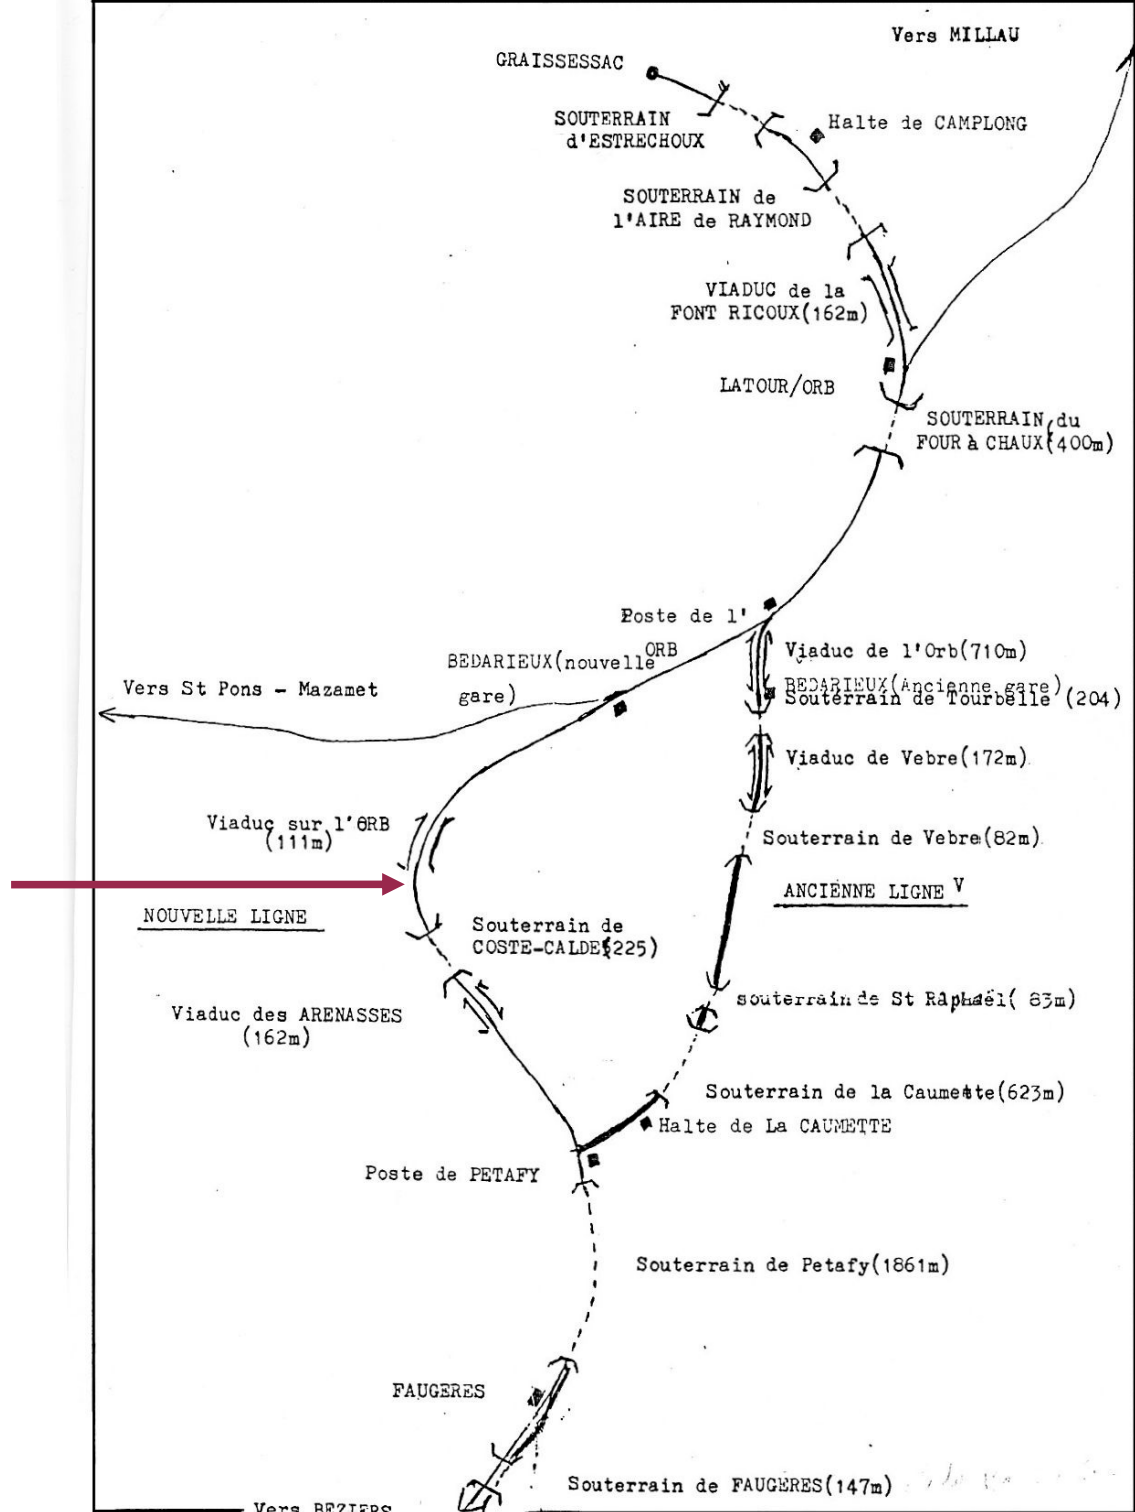 Vers MILLAU
GRAISSESSAC
SOUTERRAIN
d'ESTRECHOUX
Halte de CAMPLONG
SOUTERRAIN de
l'AIRE de RAYMOND
VIADUC de la
FONT RICOUX(162m)
LATOUR/ORB
SOUTERRAIN du
FOUR à CHAUX(400m)
Poste de l'
ORB
BEDARIEUX(nouvelle
gare)
Viaduc de l'Orb(710m)
BEDARIEUX(Ancienne gare)
Souterrain de Tourbelle (204)
Vers St Pons - Mazamet
Viaduc de Vebre(172m)
Viaduc sur l'ORB
(111m)
Souterrain de Vebre(82m)
ANCIENNE LIGNE V
NOUVELLE LIGNE
Souterrain de
COSTE-CALDE(225)
souterrain de St Raphaël( 83m)
Viaduc des ARENASSES
(162m)
Souterrain de la Caumette(623m)
Halte de La CAUMETTE
Poste de PETAFY
Souterrain de Petafy(1861m)
FAUGERES
Souterrain de FAUGERES(147m)
Vers BEZIERS